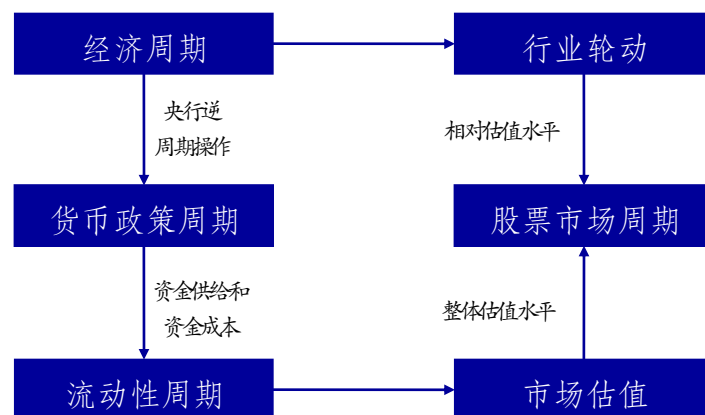 经济周期
行业轮动
央行逆
周期操作
相对估值水平
货币政策周期
股票市场周期
资金供给和
资金成本
整体估值水平
流动性周期
市场估值